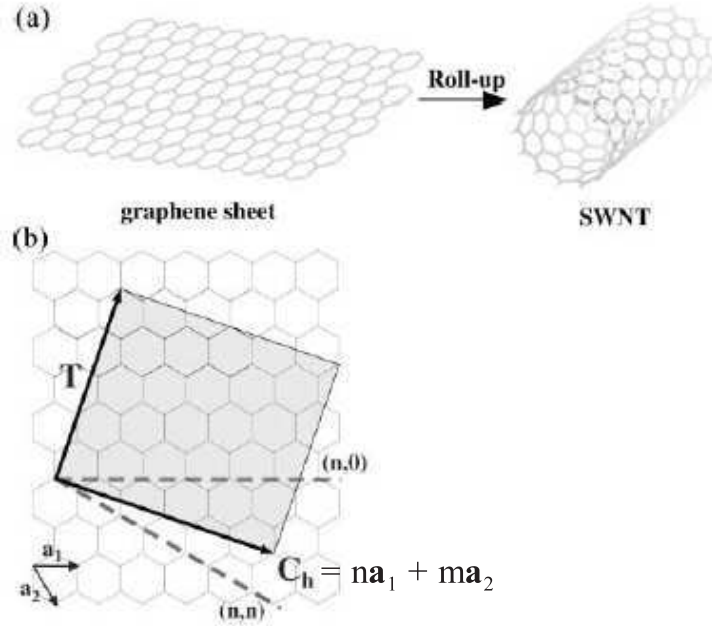 (a)
Roll-up
graphene sheet
SWNT
(b)
T
(n,0)
a₁
a₂
(n,n)
Cₕ = na₁ + ma₂